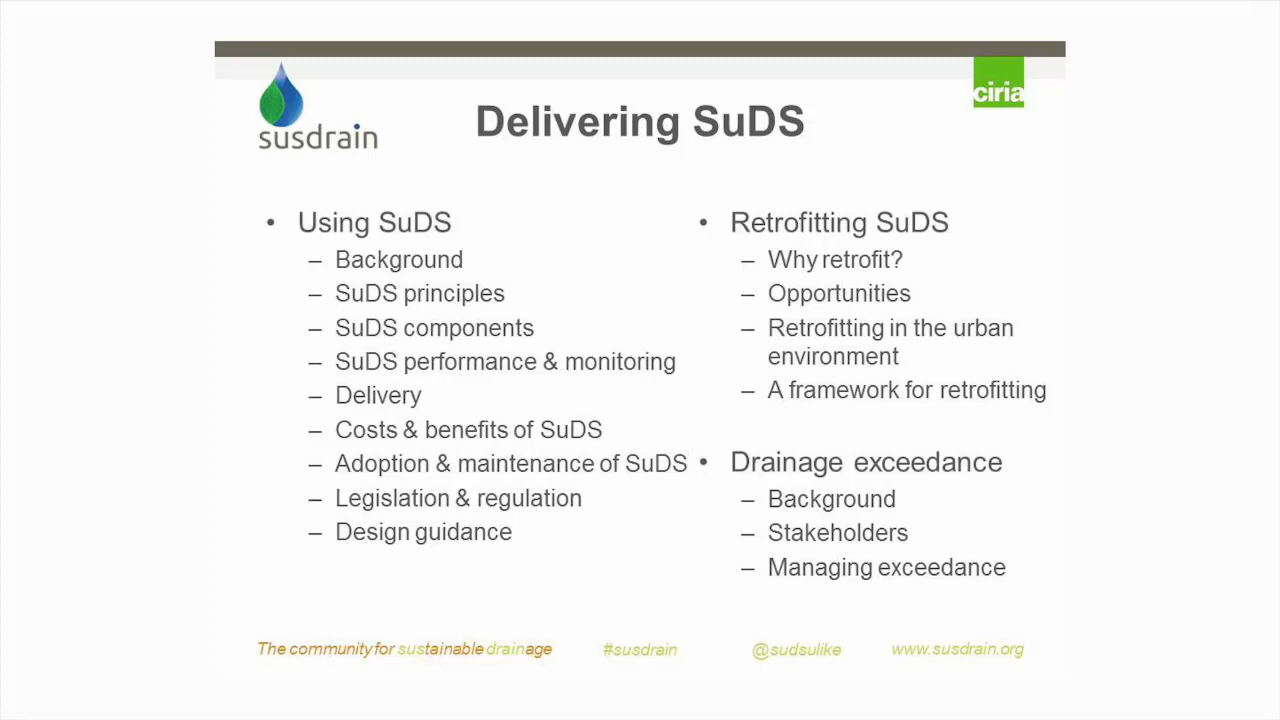 susdrain
ciria
Delivering SuDS
• Using SuDS
– Background
– SuDS principles
– SuDS components
– SuDS performance & monitoring
– Delivery
– Costs & benefits of SuDS
– Adoption & maintenance of SuDS
– Legislation & regulation
– Design guidance
• Retrofitting SuDS
– Why retrofit?
– Opportunities
– Retrofitting in the urban
environment
– A framework for retrofitting
• Drainage exceedance
– Background
– Stakeholders
– Managing exceedance
The community for sustainable drainage
#susdrain
@sudsulike
www.susdrain.org